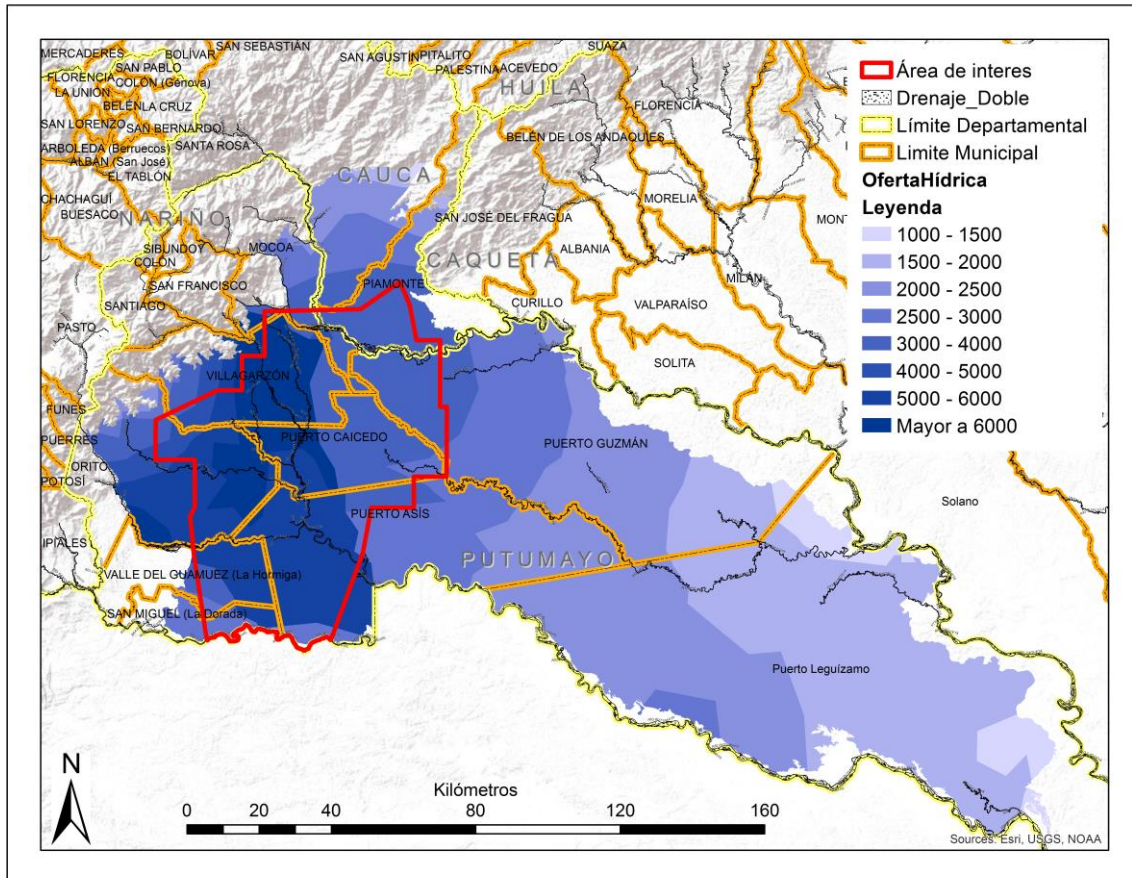 SAN SEBASTIÁN
SUAZA
MERCADERES
BOLÍVAR
SAN AGUSTÍN
PITALITO
SAN PABLO
PALESTINA
ACEVEDO
FLORENCIA
COLÓN (Génova)
HUILA
LA UNIÓN
BELÉN
LA CRUZ
FLORENCIA
SAN LORENZO
SAN BERNARDO
BELÉN DE LOS ANDAQUIES
ARBOLEDA (Berruecos)
SANTA ROSA
ALBÁN (San José)
EL TABLÓN
CAUCA
CHACHAGUÍ
MORELIA
BUESACO
NARIÑO
SAN JOSÉ DEL FRAGUA
MONT
SIBUNDOY
MOCOA
ALBANIA
COLÓN
CAQUETA
MILÁN
SAN FRANCISCO
PIAMONTE
SANTIAGO
CURILLO
VALPARAÍSO
PASTO
SOLITA
VILLAGARZÓN
FUNES
PUERRES
PUERTO CAICEDO
PUERTO GUZMÁN
ORITO
POTOSÍ
Solano
PUERTO ASÍS
IPIALES
PUTUMAYO
VALLE DEL GUAMUEZ (La Hormiga)
SAN MIGUEL (La Dorada)
Puerto Leguízamo
Área de interes
Drenaje_Doble
Límite Departamental
Limite Municipal
OfertaHídrica
Leyenda
1000 - 1500
1500 - 2000
2000 - 2500
2500 - 3000
3000 - 4000
4000 - 5000
5000 - 6000
Mayor a 6000
N
Kilómetros
0 20 40 80 120 160
Sources: Esri, USGS, NOAA